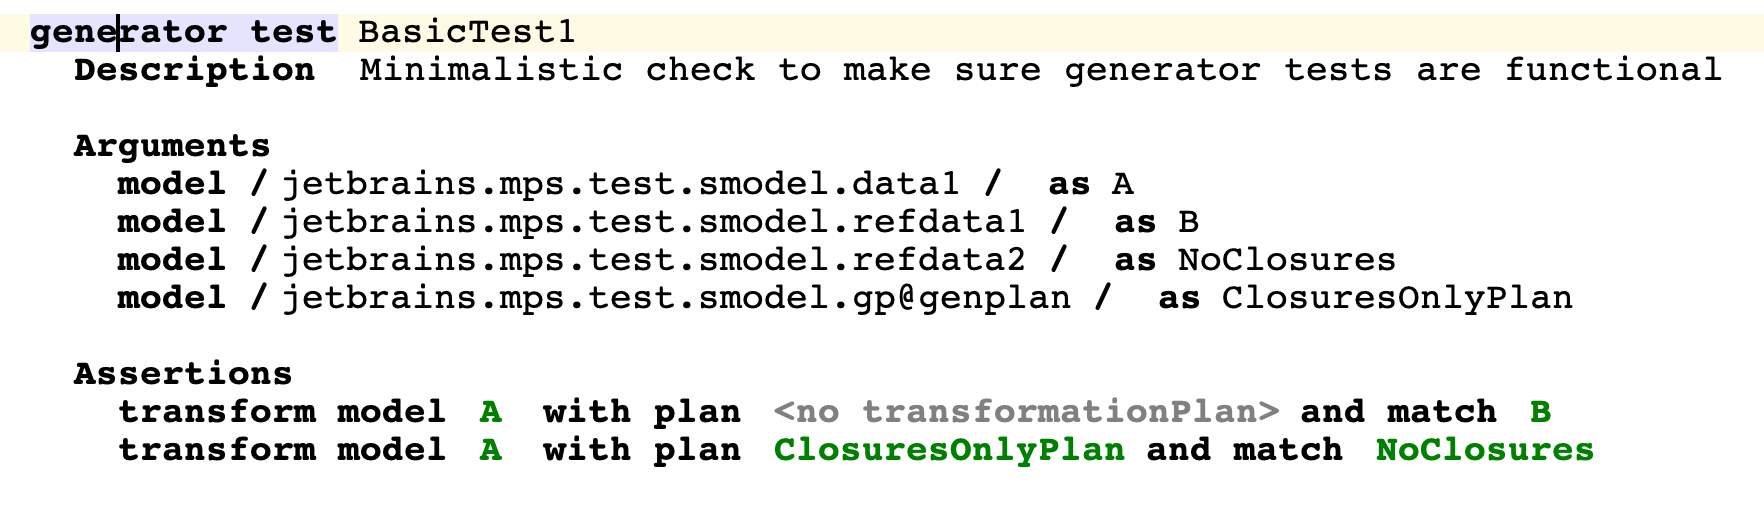 generator test BasicTest1
Description Minimalistic check to make sure generator tests are functional
Arguments
model / jetbrains.mps.test.smodel.data1 / as A
model / jetbrains.mps.test.smodel.refdata1 / as B
model / jetbrains.mps.test.smodel.refdata2 / as NoClosures
model / jetbrains.mps.test.smodel.gp@genplan / as ClosuresOnlyPlan
Assertions
transform model A with plan <no transformationPlan> and match B
transform model A with plan ClosuresOnlyPlan and match NoClosures